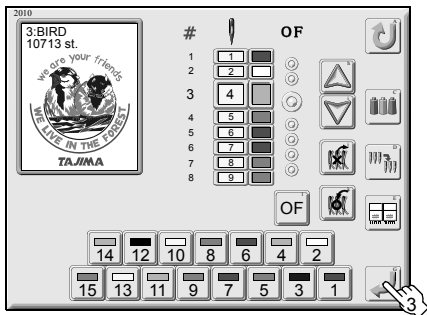 2010
3:BIRD
10713 st.
we are your friends
WE LIVE IN THE FOREST
TAJIMA
# OF
1 1
2 2
3 4
4 5
5 6
6 7
7 8
8 9
OF
14 12 10 8 6 4 2
15 13 11 9 7 5 3 1
3